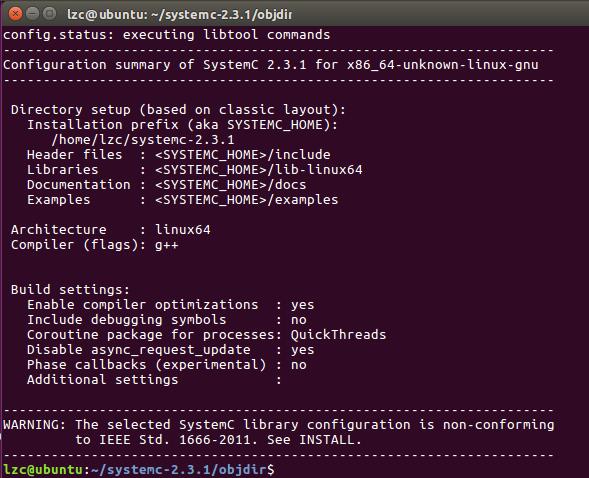 lzc@ubuntu: ~/systemc-2.3.1/objdir
config.status: executing libtool commands
---------------------------------------------------------------------
Configuration summary of SystemC 2.3.1 for x86_64-unknown-linux-gnu
---------------------------------------------------------------------
Directory setup (based on classic layout):
Installation prefix (aka SYSTEMC_HOME):
/home/lzc/systemc-2.3.1
Header files  : <SYSTEMC_HOME>/include
Libraries     : <SYSTEMC_HOME>/lib-linux64
Documentation : <SYSTEMC_HOME>/docs
Examples      : <SYSTEMC_HOME>/examples
Architecture    : linux64
Compiler (flags): g++
Build settings:
Enable compiler optimizations  : yes
Include debugging symbols      : no
Coroutine package for processes: QuickThreads
Disable async_request_update   : yes
Phase callbacks (experimental) : no
Additional settings            :
---------------------------------------------------------------------
WARNING: The selected SystemC library configuration is non-conforming
to IEEE Std. 1666-2011. See INSTALL.
---------------------------------------------------------------------
lzc@ubuntu:~/systemc-2.3.1/objdir$